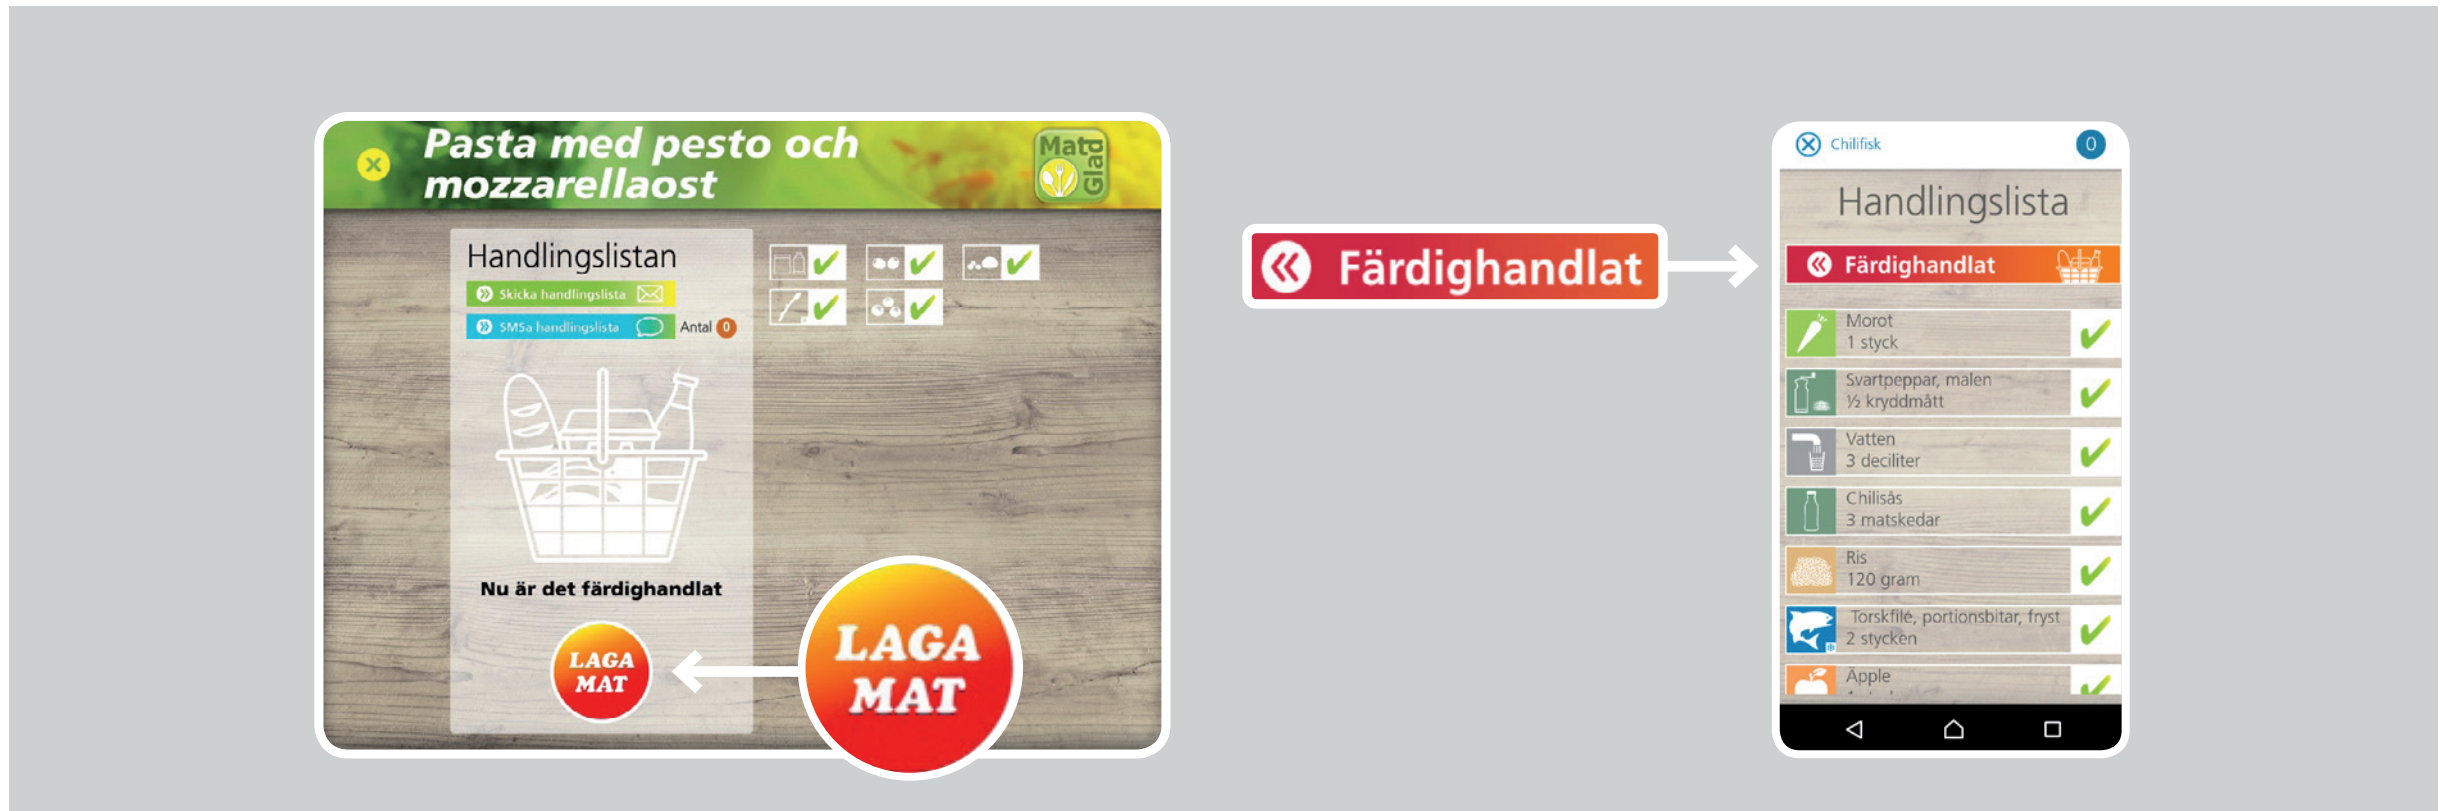 Pasta med pesto och
mozzarellaost
Mat
Glad
Handlingslistan
Skicka handlingslista
SMSa handlingslista
Antal 0
Nu är det färdighandlat
LAGA
MAT
LAGA
MAT
Färdighandlat
Chilifisk
0
Handlingslista
Färdighandlat
Morot
1 styck
Svartpeppar, malen
½ kryddmått
Vatten
3 deciliter
Chilisås
3 matskedar
Ris
120 gram
Torskfilé, portionsbitar, fryst
2 stycken
Äpple